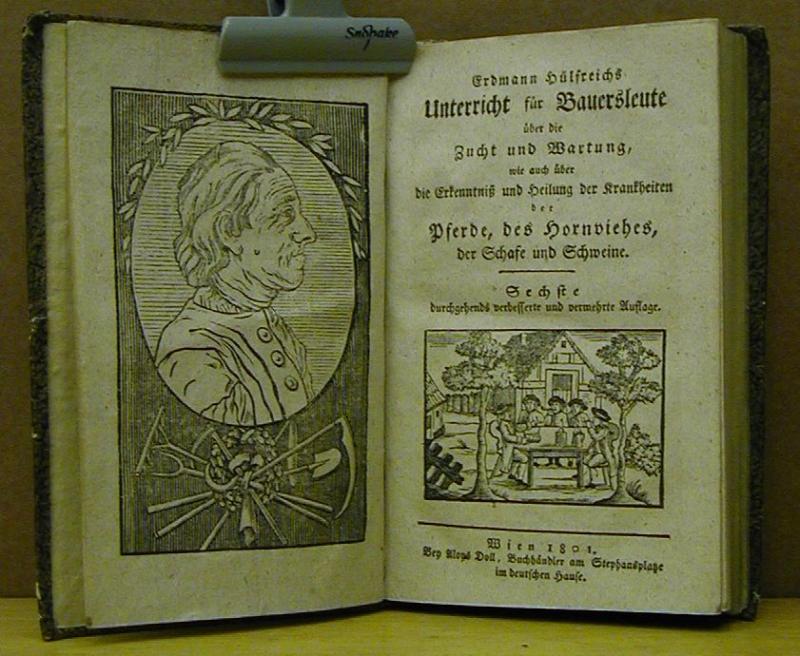 SnOpake
Erdmann Hülfreichs
Unterricht für Bauersleute
über die
Zucht und Wartung,
wie auch über
die Erkenntniß und Heilung der Krankheiten
der
Pferde, des Hornviehes,
der Schafe und Schweine.
Sechste
durchgehends verbesserte und vermehrte Auflage.
Wien 1801.
Bey Aloys Doll, Buchhändler am Stephansplatze
im deutschen Hause.